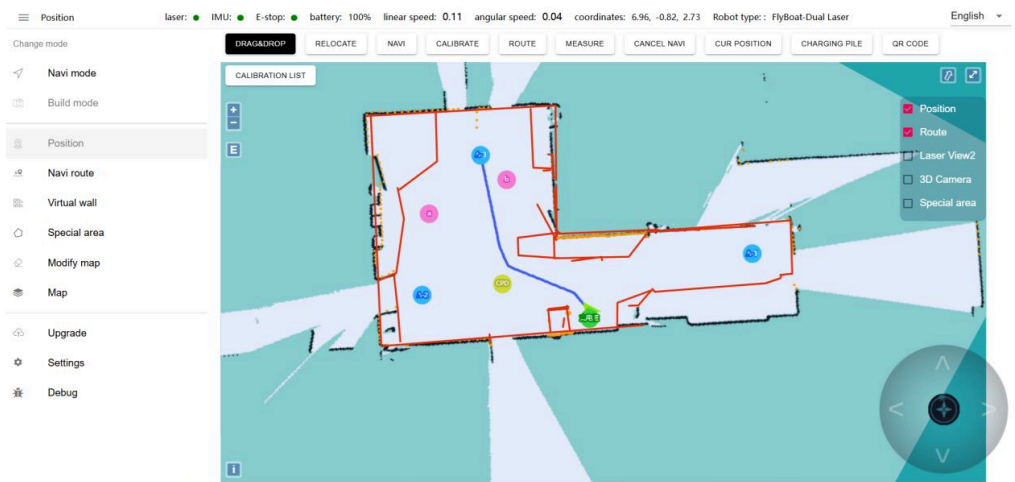 Position laser: IMU: E-stop: battery: 100% linear speed: 0.11 angular speed: 0.04 coordinates: 6.96, -0.82, 2.73 Robot type: : FlyBoat-Dual Laser English
Change mode
DRAG&DROP RELOCATE NAVI CALIBRATE ROUTE MEASURE CANCEL NAVI CUR POSITION CHARGING PILE QR CODE
Navi mode
CALIBRATION LIST
Build mode
Position
Route
E
Position
Laser View2
Navi route
3D Camera
Virtual wall
Special area
Special area
Modify map
Map
Upgrade
Settings
Debug
i